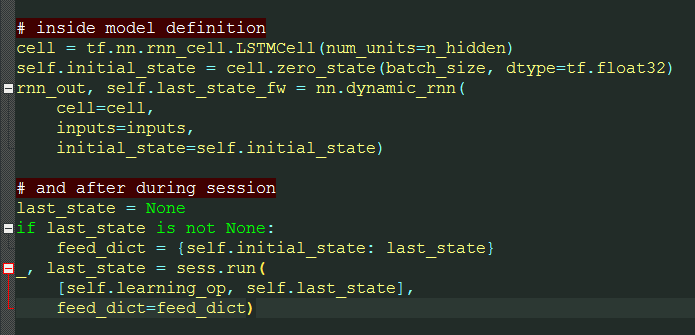 # inside model definition
cell = tf.nn.rnn_cell.LSTMCell(num_units=n_hidden)
self.initial_state = cell.zero_state(batch_size, dtype=tf.float32)
rnn_out, self.last_state_fw = nn.dynamic_rnn(
    cell=cell,
    inputs=inputs,
    initial_state=self.initial_state)

# and after during session
last_state = None
if last_state is not None:
    feed_dict = {self.initial_state: last_state}
_, last_state = sess.run(
    [self.learning_op, self.last_state],
    feed_dict=feed_dict)